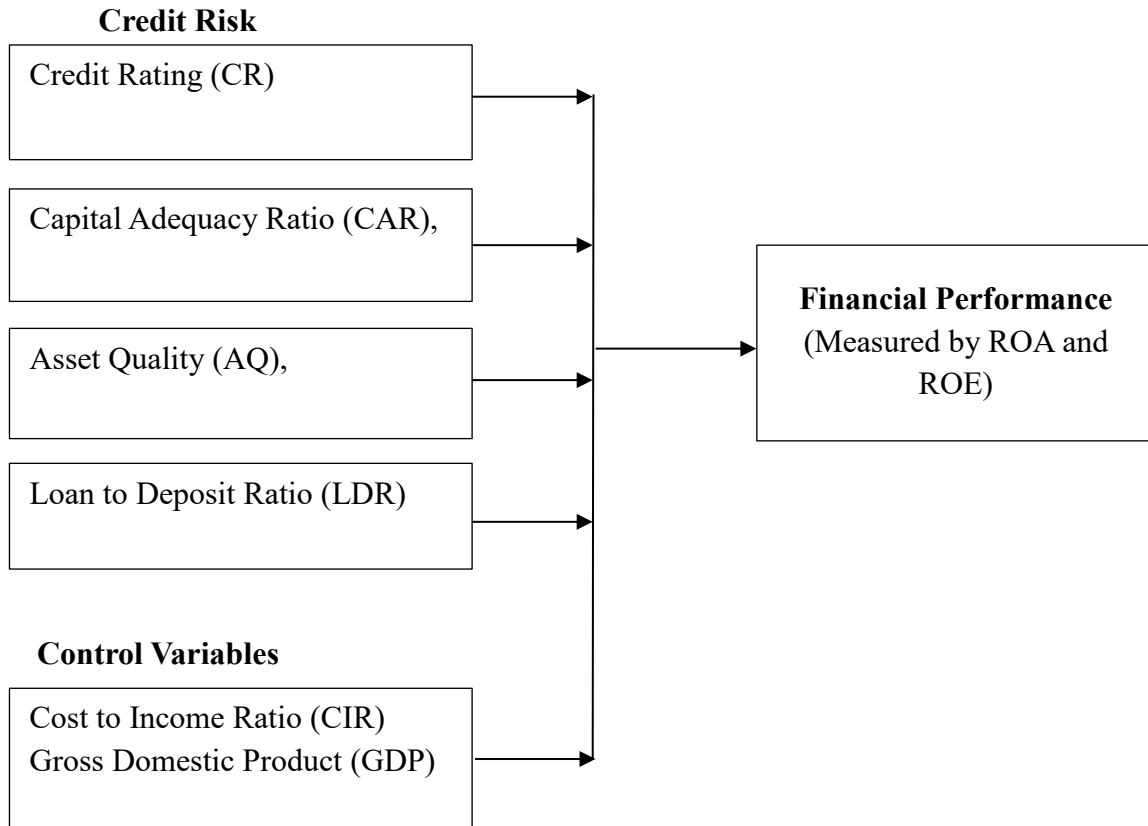 Credit Risk
Credit Rating (CR)
Capital Adequacy Ratio (CAR),
Asset Quality (AQ),
Loan to Deposit Ratio (LDR)
Control Variables
Cost to Income Ratio (CIR)
Gross Domestic Product (GDP)
Financial Performance
(Measured by ROA and
ROE)